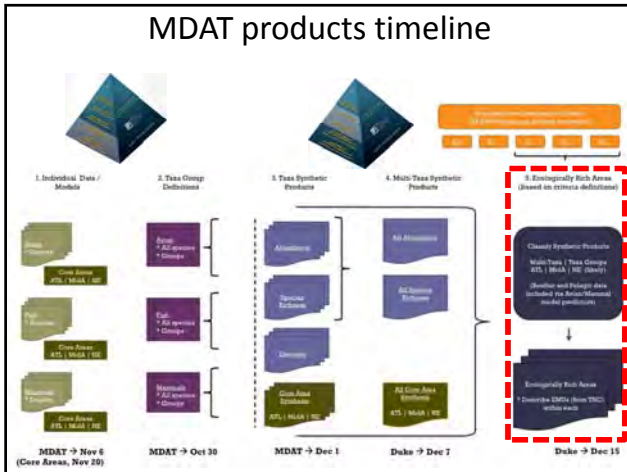 MDAT products timeline
1. Individual Data /
Models
2. Taxa Group
Definitions
3. Taxa Synthetic
Products
4. Multi-Taxa Synthetic
Products
5. Ecologically Rich Areas
(based on criteria definitions)
Avian
Species
Core Areas
ATL | MidA | NE
Fish
Species
Core Areas
ATL | MidA | NE
Mammals
Species
Core Areas
ATL | MidA | NE
Avian
* All species
* Groups
Fish
* All species
* Groups
Mammals
* All species
* Groups
Abundance
Species
Richness
Diversity
Core Area
Synthesis
ATL | MidA | NE
All Abundance
All Species
Richness
All Core Area
Synthesis
ATL | MidA | NE
Classify Synthetic Products
Multi-Taxa | Taxa Groups
ATL | MidA | NE (likely)
(Benthic and Pelagic data
included via Avian/Mammal
model predictors)
Ecologically Rich Areas
* Describe EMUs (from TNC)
within each
MDAT → Nov 6
(Core Areas, Nov 20)
MDAT → Oct 30
MDAT → Dec 1
Duke → Dec 7
Duke → Dec 15